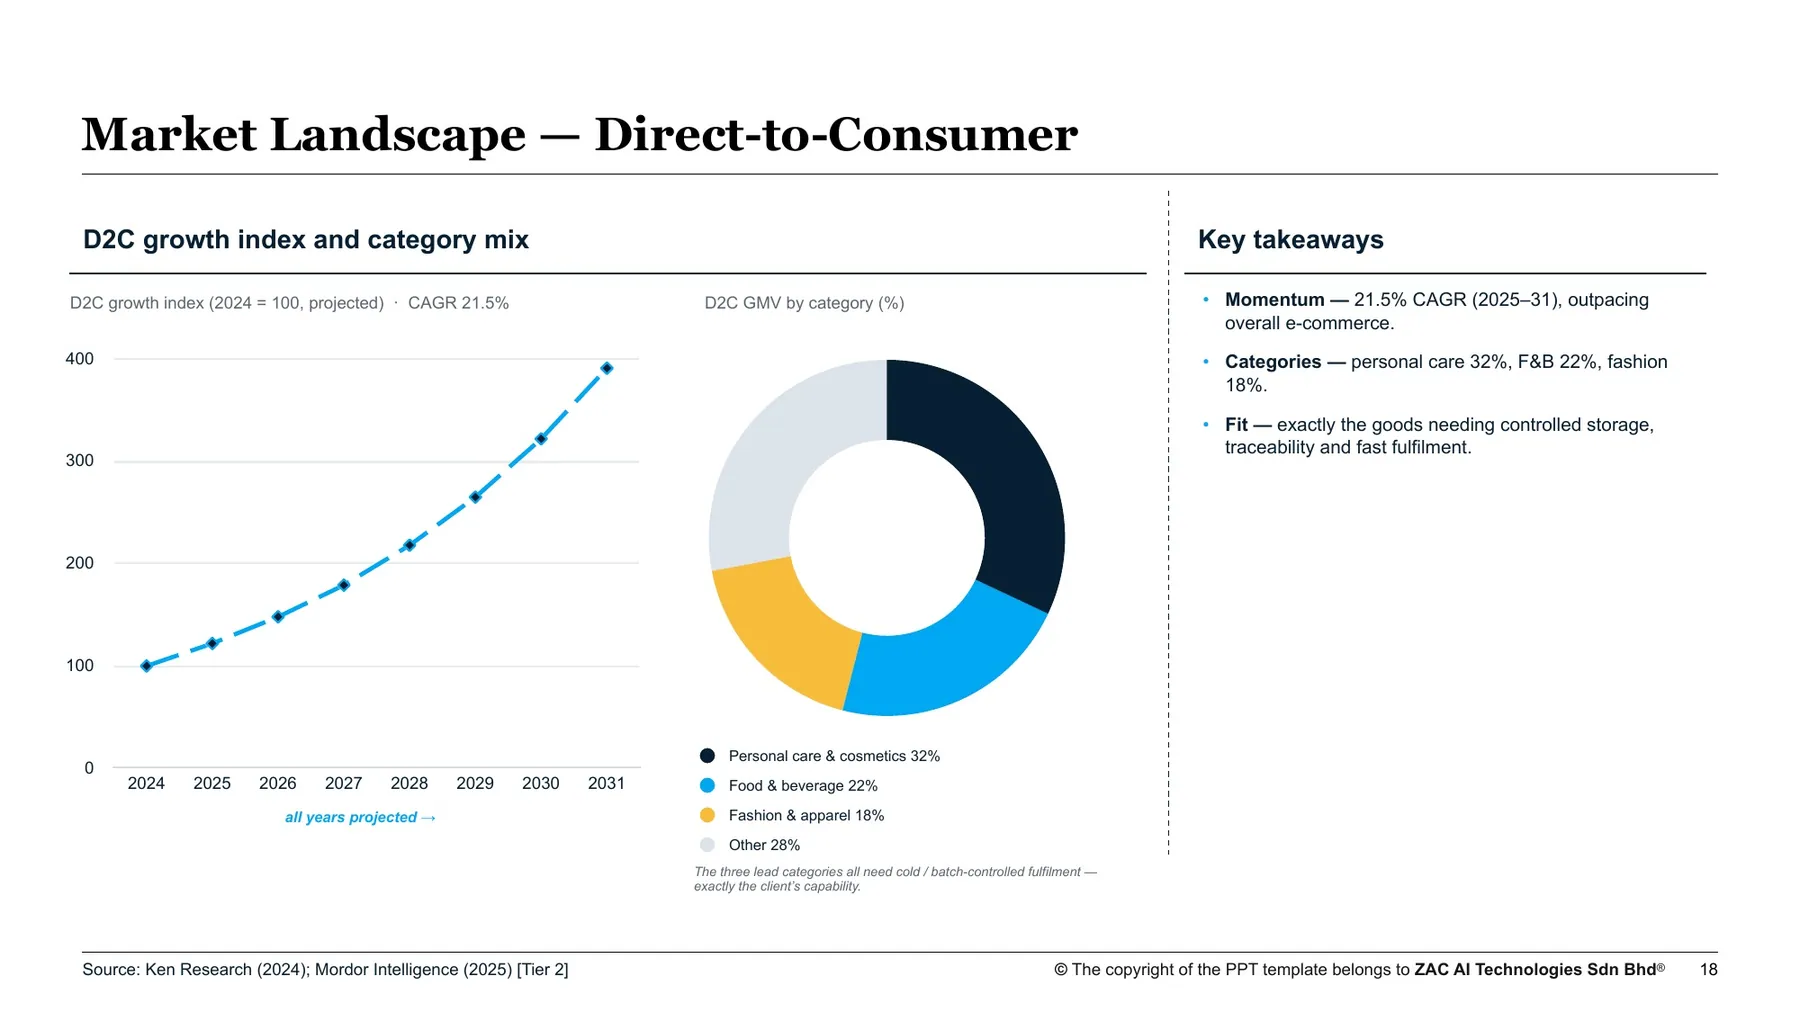 Market Landscape — Direct-to-Consumer
D2C growth index and category mix
D2C growth index (2024 = 100, projected) · CAGR 21.5%
400
300
200
100
0
2024 2025 2026 2027 2028 2029 2030 2031
all years projected →
D2C GMV by category (%)
Personal care & cosmetics 32%
Food & beverage 22%
Fashion & apparel 18%
Other 28%
The three lead categories all need cold / batch-controlled fulfilment —
exactly the client’s capability.
Key takeaways
• Momentum — 21.5% CAGR (2025–31), outpacing
overall e-commerce.
• Categories — personal care 32%, F&B 22%, fashion
18%.
• Fit — exactly the goods needing controlled storage,
traceability and fast fulfilment.
Source: Ken Research (2024); Mordor Intelligence (2025) [Tier 2]
© The copyright of the PPT template belongs to ZAC AI Technologies Sdn Bhd® 18